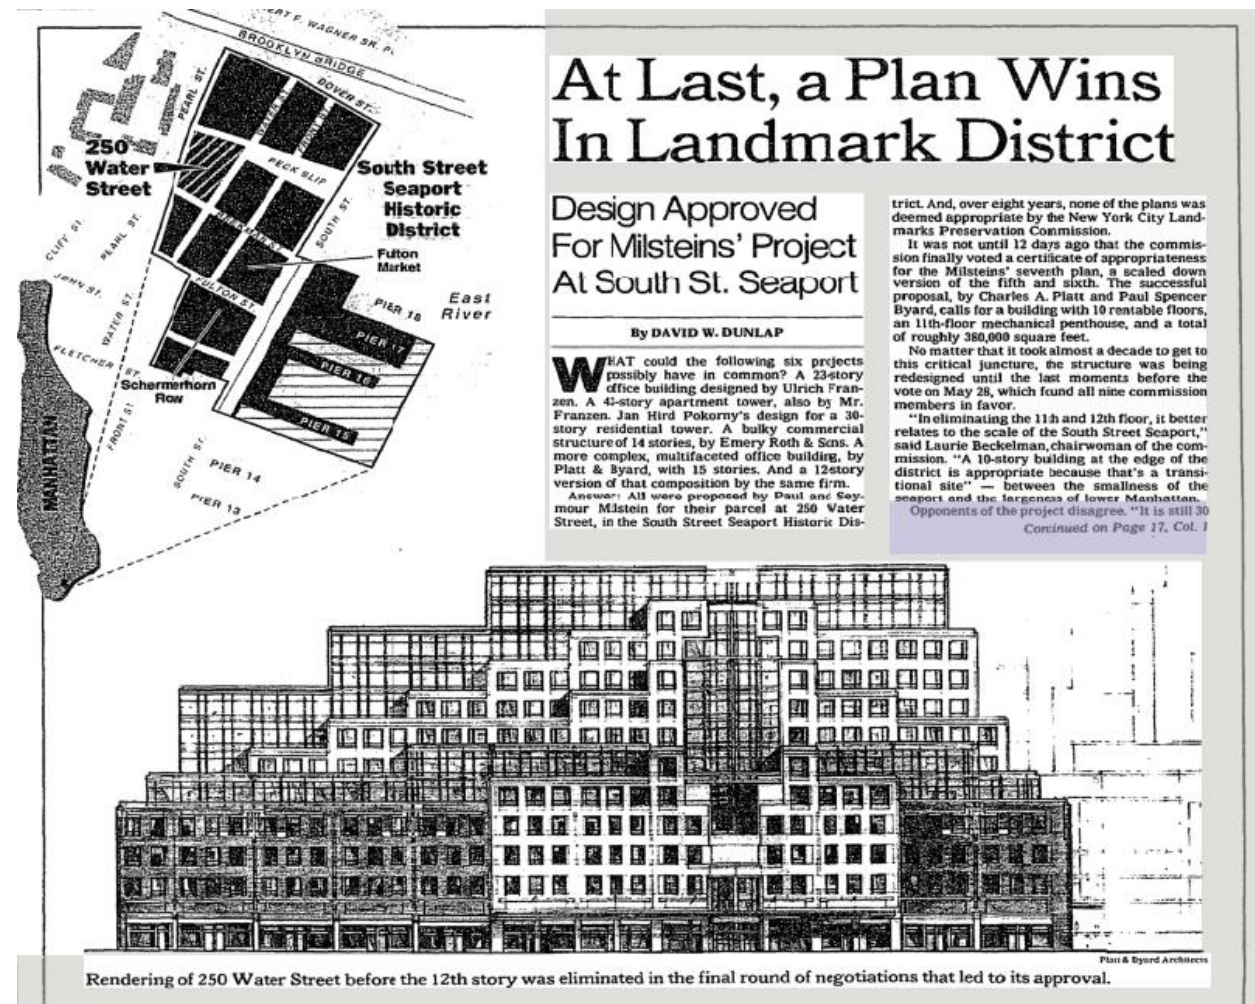 ROBERT F. WAGNER SR. PL.
BROOKLYN BRIDGE
DOVER ST.
PEARL ST.
WATER ST.
FRONT ST.
PECK SLIP
250
Water
Street
South Street
Seaport
Historic
District
BEEKMAN ST.
SOUTH ST.
Fulton
Market
CLIFF ST.
PEARL ST.
JOHN ST.
WATER ST.
FULTON ST.
PIER 18
East
River
PIER 17
PIER 16
PIER 15
FLETCHER ST.
Schermerhorn
Row
FRONT ST.
SOUTH ST.
PIER 14
PIER 13
MANHATTAN
At Last, a Plan Wins
In Landmark District
Design Approved
For Milsteins' Project
At South St. Seaport
By DAVID W. DUNLAP
WHAT could the following six projects
possibly have in common? A 23-story
office building designed by Ulrich Fran-
zen. A 43-story apartment tower, also by Mr.
Franzen. Jan Hird Pokorny's design for a 30-
story residential tower. A bulky commercial
structure of 14 stories, by Emery Roth & Sons. A
more complex, multifaceted office building, by
Platt & Byard, with 15 stories. And a 12-story
version of that composition by the same firm.
Answer: All were proposed by Paul and Sey-
mour Milstein for their parcel at 250 Water
Street, in the South Street Seaport Historic Dis-
trict. And, over eight years, none of the plans was
deemed appropriate by the New York City Land-
marks Preservation Commission.
It was not until 12 days ago that the commis-
sion finally voted a certificate of appropriateness
for the Milsteins' seventh plan, a scaled down
version of the fifth and sixth. The successful
proposal, by Charles A. Platt and Paul Spencer
Byard, calls for a building with 10 rentable floors,
an 11th-floor mechanical penthouse, and a total
of roughly 360,000 square feet.
No matter that it took almost a decade to get to
this critical juncture, the structure was being
redesigned until the last moments before the
vote on May 28, which found all nine commission
members in favor.
"In eliminating the 11th and 12th floor, it better
relates to the scale of the South Street Seaport,"
said Laurie Beckelman, chairwoman of the com-
mission. "A 10-story building at the edge of the
district is appropriate because that's a transi-
tional site" — between the smallness of the
seaport and the largeness of lower Manhattan.
Opponents of the project disagree. "It is still 30
Continued on Page 17, Col. 1
Platt & Byard Architects
Rendering of 250 Water Street before the 12th story was eliminated in the final round of negotiations that led to its approval.